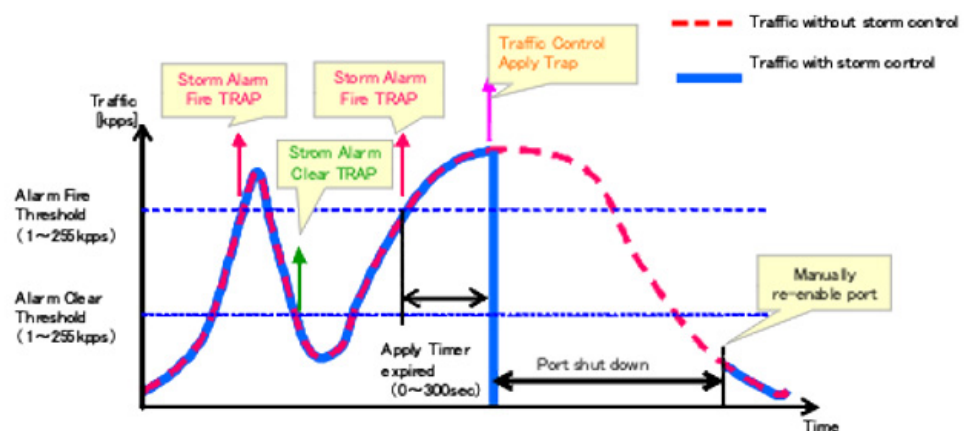 Traffic without storm control
Traffic with storm control
Traffic Control
Apply Trap
Storm Alarm
Fire TRAP
Storm Alarm
Fire TRAP
Strom Alarm
Clear TRAP
Traffic
[kpps]
Alarm Fire
Threshold
(1～255kpps)
Alarm Clear
Threshold
(1～255kpps)
Manually
re-enable port
Apply Timer
expired
(0～300sec)
Port shut down
Time